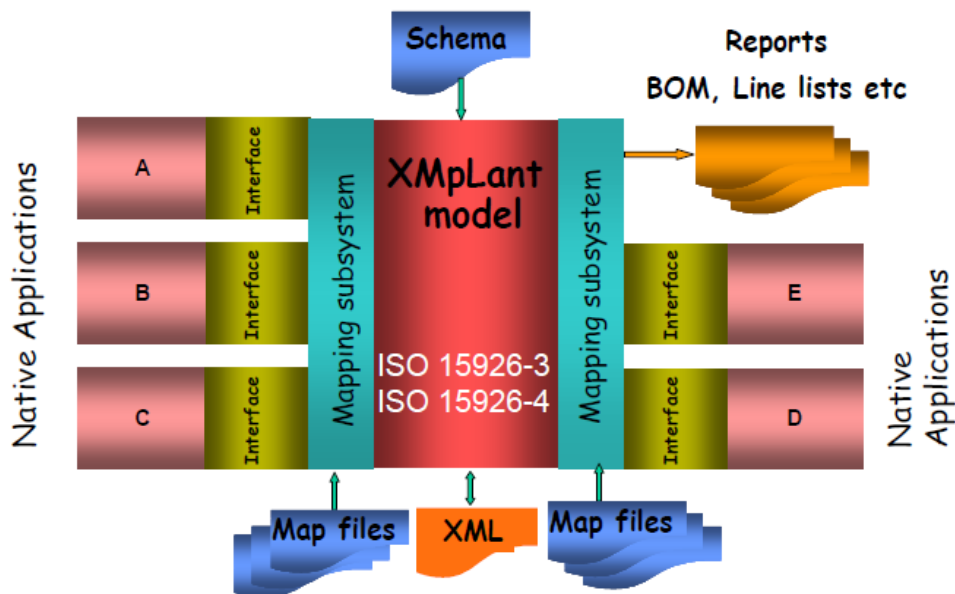 Schema
Reports
BOM, Line lists etc
Native Applications
A
Interface
B
Interface
C
Interface
Mapping subsystem
XMpLant
model
ISO 15926-3
ISO 15926-4
Mapping subsystem
Interface
E
Interface
D
Native
Applications
Map files
XML
Map files